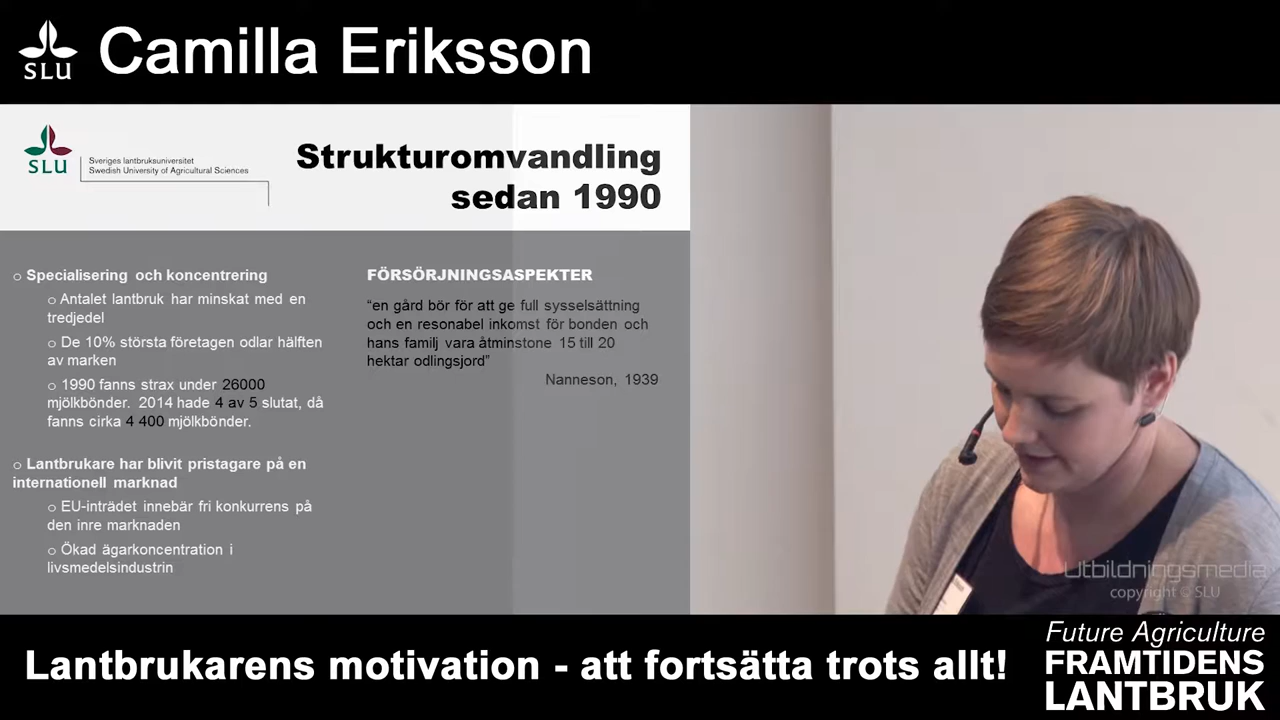 SLU
Camilla Eriksson
SLU
Sveriges lantbruksuniversitet
Swedish University of Agricultural Sciences
Strukturomvandling
sedan 1990
o Specialisering och koncentrering
o Antalet lantbruk har minskat med en
tredjedel
o De 10% största företagen odlar hälften
av marken
o 1990 fanns strax under 26000
mjölkbönder. 2014 hade 4 av 5 slutat, då
fanns cirka 4 400 mjölkbönder.
o Lantbrukare har blivit pristagare på en
internationell marknad
o EU-inträdet innebär fri konkurrens på
den inre marknaden
o Ökad ägarkoncentration i
livsmedelsindustrin
FÖRSÖRJNINGSASPEKTER
“en gård bör för att ge full sysselsättning
och en resonabel inkomst för bonden och
hans familj vara åtminstone 15 till 20
hektar odlingsjord”
Nanneson, 1939
Utbildningsmedia
copyright © SLU
Lantbrukarens motivation - att fortsätta trots allt!
Future Agriculture
FRAMTIDENS
LANTBRUK